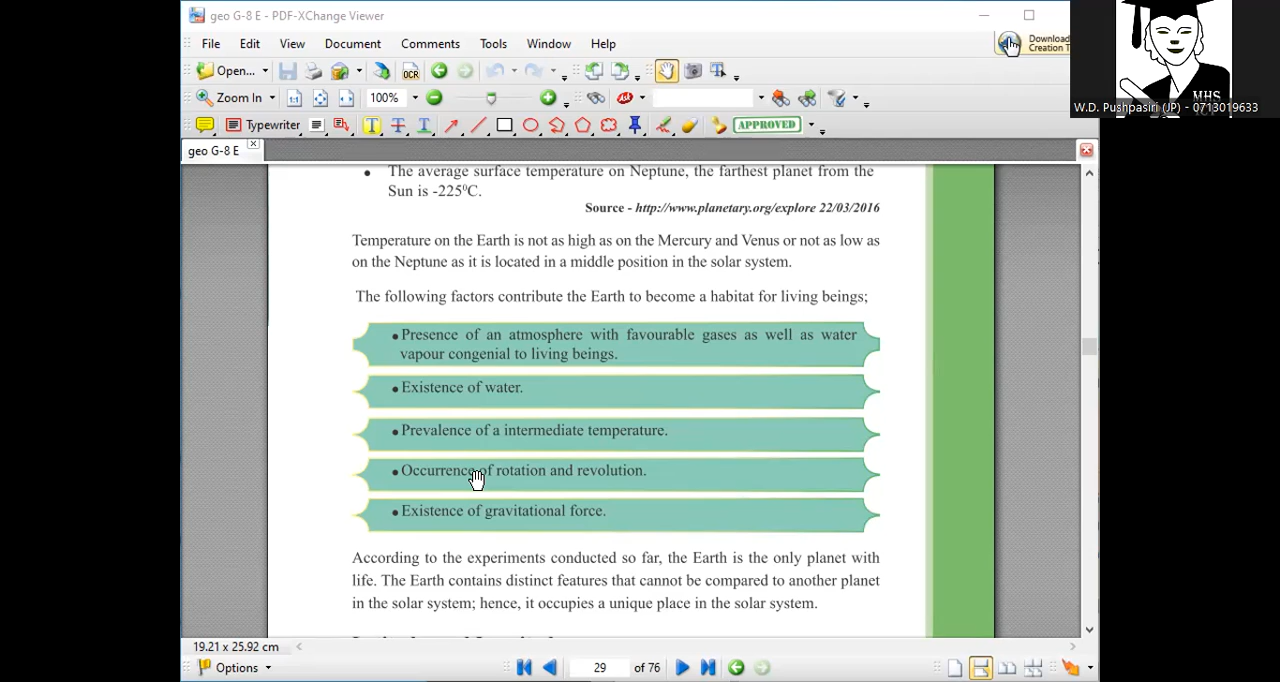 geo G-8 E - PDF-XChange Viewer
File Edit View Document Comments Tools Window Help
Download
Creation T
Open...
OCR
Zoom In 100%
Typewriter APPROVED
MHS
ICT
W.D. Pushpasiri (JP) - 0713019633
geo G-8 E
• The average surface temperature on Neptune, the farthest planet from the
Sun is -225⁰C.
Source - http://www.planetary.org/explore 22/03/2016
Temperature on the Earth is not as high as on the Mercury and Venus or not as low as
on the Neptune as it is located in a middle position in the solar system.
The following factors contribute the Earth to become a habitat for living beings;
•Presence of an atmosphere with favourable gases as well as water
vapour congenial to living beings.
•Existence of water.
•Prevalence of a intermediate temperature.
•Occurrence of rotation and revolution.
•Existence of gravitational force.
According to the experiments conducted so far, the Earth is the only planet with
life. The Earth contains distinct features that cannot be compared to another planet
in the solar system; hence, it occupies a unique place in the solar system.
19.21 x 25.92 cm
Options 29 of 76